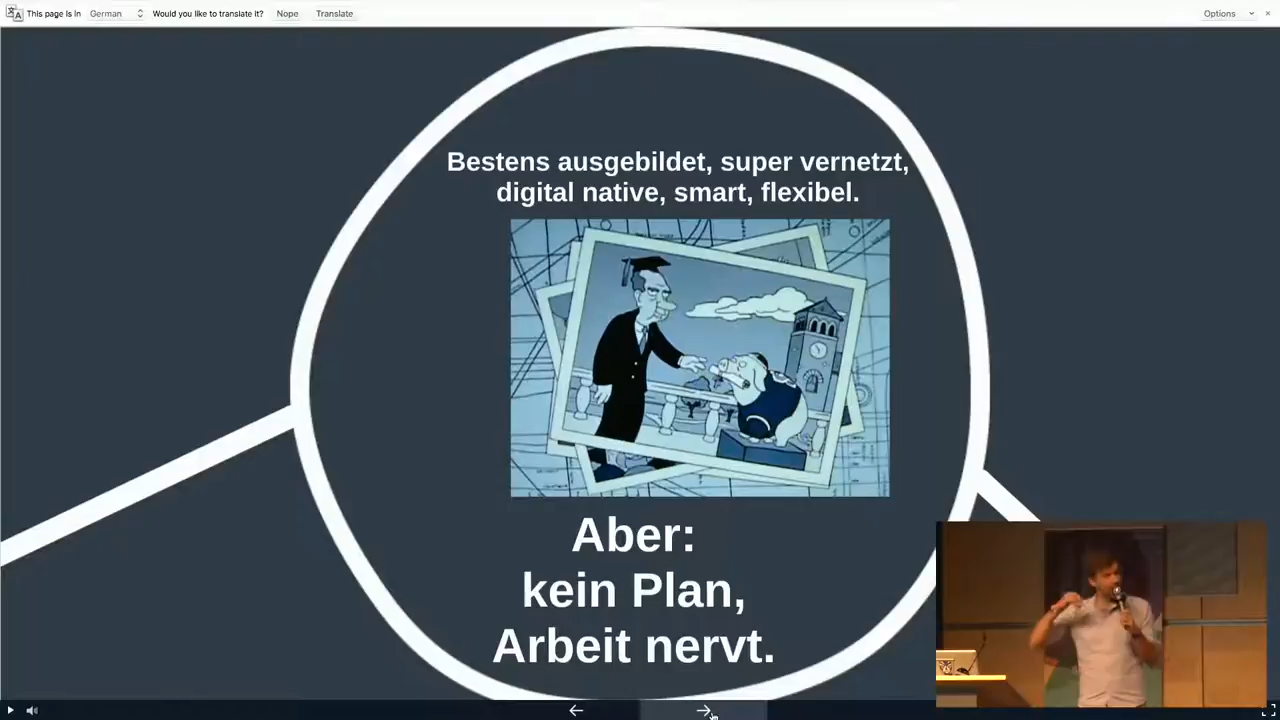 This page is in German Would you like to translate it? Nope Translate Options
Bestens ausgebildet, super vernetzt,
digital native, smart, flexibel.
Aber:
kein Plan,
Arbeit nervt.